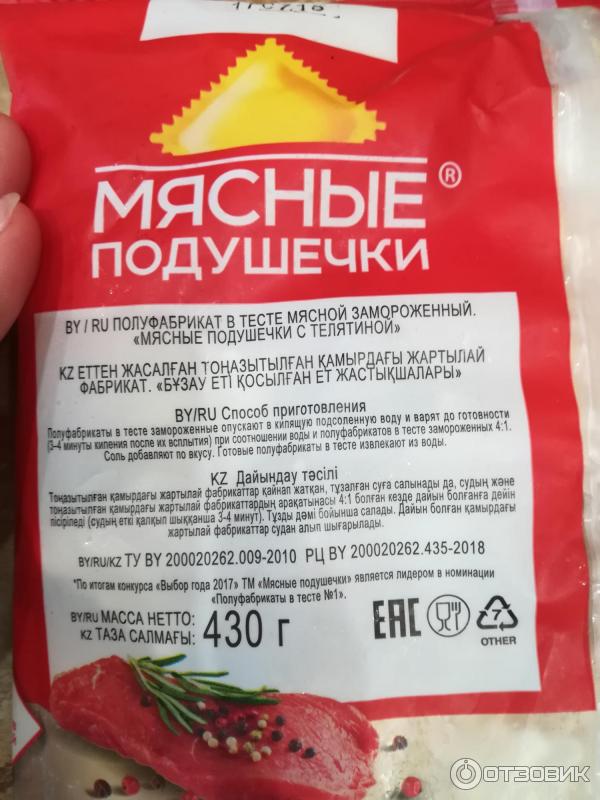 МЯСНЫЕ ®
ПОДУШЕЧКИ
BY / RU ПОЛУФАБРИКАТ В ТЕСТЕ МЯСНОЙ ЗАМОРОЖЕННЫЙ.
«МЯСНЫЕ ПОДУШЕЧКИ С ТЕЛЯТИНОЙ»
KZ ЕТТЕН ЖАСАЛҒАН ТОҢАЗЫТЫЛҒАН ҚАМЫРДАҒЫ ЖАРТЫЛАЙ
ФАБРИКАТ. «БҰЗАУ ЕТІ ҚОСЫЛҒАН ЕТ ЖАСТЫҚШАЛАРЫ»
BY/RU Способ приготовления
Полуфабрикаты в тесте замороженные опускают в кипящую подсоленную воду и варят до готовности
(3-4 минуты кипения после их всплытия) при соотношении воды и полуфабрикатов в тесте замороженных 4:1.
Соль добавляют по вкусу. Готовые полуфабрикаты в тесте извлекают из воды.
KZ Дайындау тәсілі
Тоңазытылған қамырдағы жартылай фабрикаттар қайнап жатқан, тұзалған суға салынады да, судың және
тоңазытылған қамырдағы жартылай фабрикаттардың арақатынасы 4:1 болған кезде дайын болғанға дейін
пісіріледі (судың еті қалқып шыққанша 3-4 минут). Тұзды дәмі бойынша салады. Дайын болған қамырдағы
жартылай фабрикаттар судан алып шығарылады.
BY/RU/KZ ТУ BY 200020262.009-2010 РЦ BY 200020262.435-2018
*По итогам конкурса «Выбор года 2017» ТМ «Мясные подушечки» является лидером в номинации
«Полуфабрикаты в тесте №1».
BY/RU МАССА НЕТТО:
KZ ТАЗА САЛМАҒЫ: 430 г
EAC
7
OTHER
ОТЗОВИК